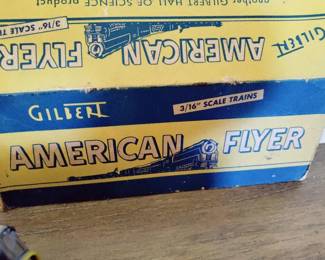 another GILBERT HALL OF SCIENCE product
GILBERT
AMERICAN
FLYER
3/16" SCALE
GILBERT
3/16" SCALE TRAINS
AMERICAN FLYER